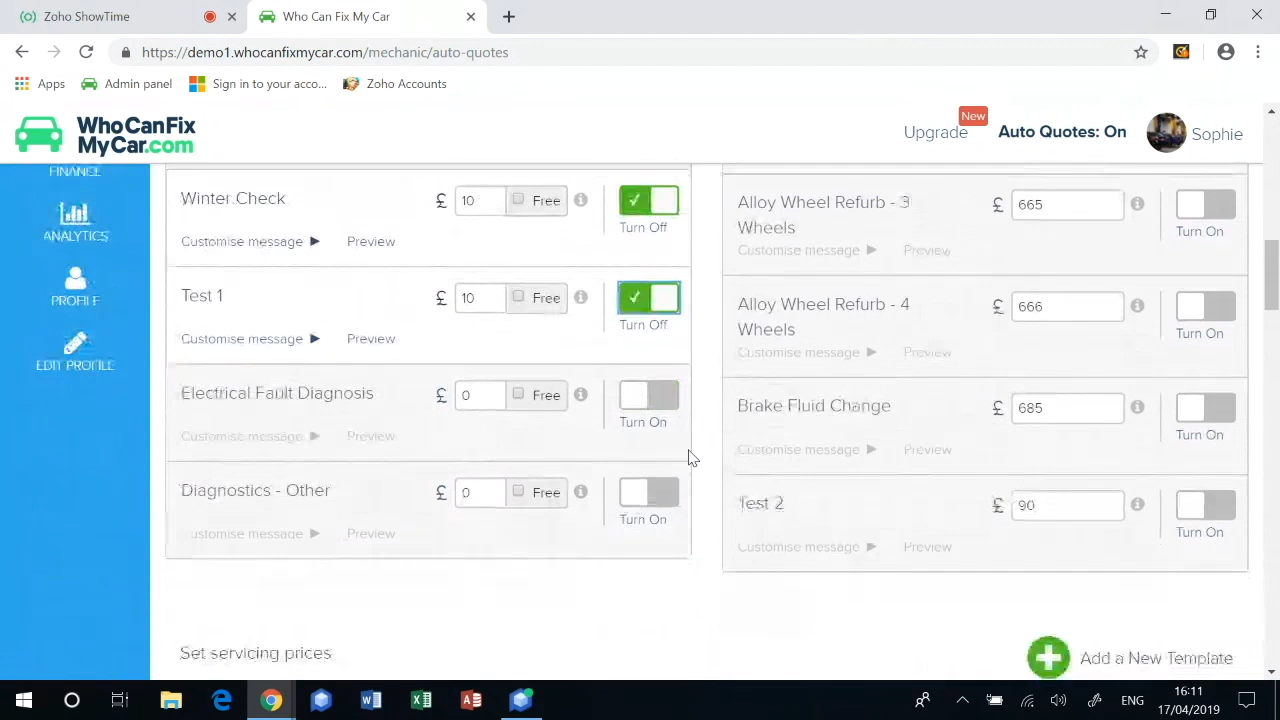 Zoho ShowTime
Who Can Fix My Car
https://demo1.whocanfixmycar.com/mechanic/auto-quotes
Apps
Admin panel
Sign in to your acco...
Zoho Accounts
WhoCanFix
MyCar.com
Upgrade
New
Auto Quotes: On
Sophie
FINANCE
ANALYTICS
PROFILE
EDIT PROFILE
Winter Check
£ 10 Free
Turn Off
Customise message Preview
Test 1
£ 10 Free
Turn Off
Customise message Preview
Electrical Fault Diagnosis
£ 0 Free
Turn On
Customise message Preview
Diagnostics - Other
£ 0 Free
Turn On
ustomise message Preview
Alloy Wheel Refurb - 3
Wheels
£ 665
Turn On
Customise message Preview
Alloy Wheel Refurb - 4
Wheels
£ 666
Turn On
Customise message Preview
Brake Fluid Change
£ 685
Turn On
Customise message Preview
Test 2
£ 90
Turn On
Customise message Preview
Set servicing prices
Add a New Template
ENG
16:11
17/04/2019